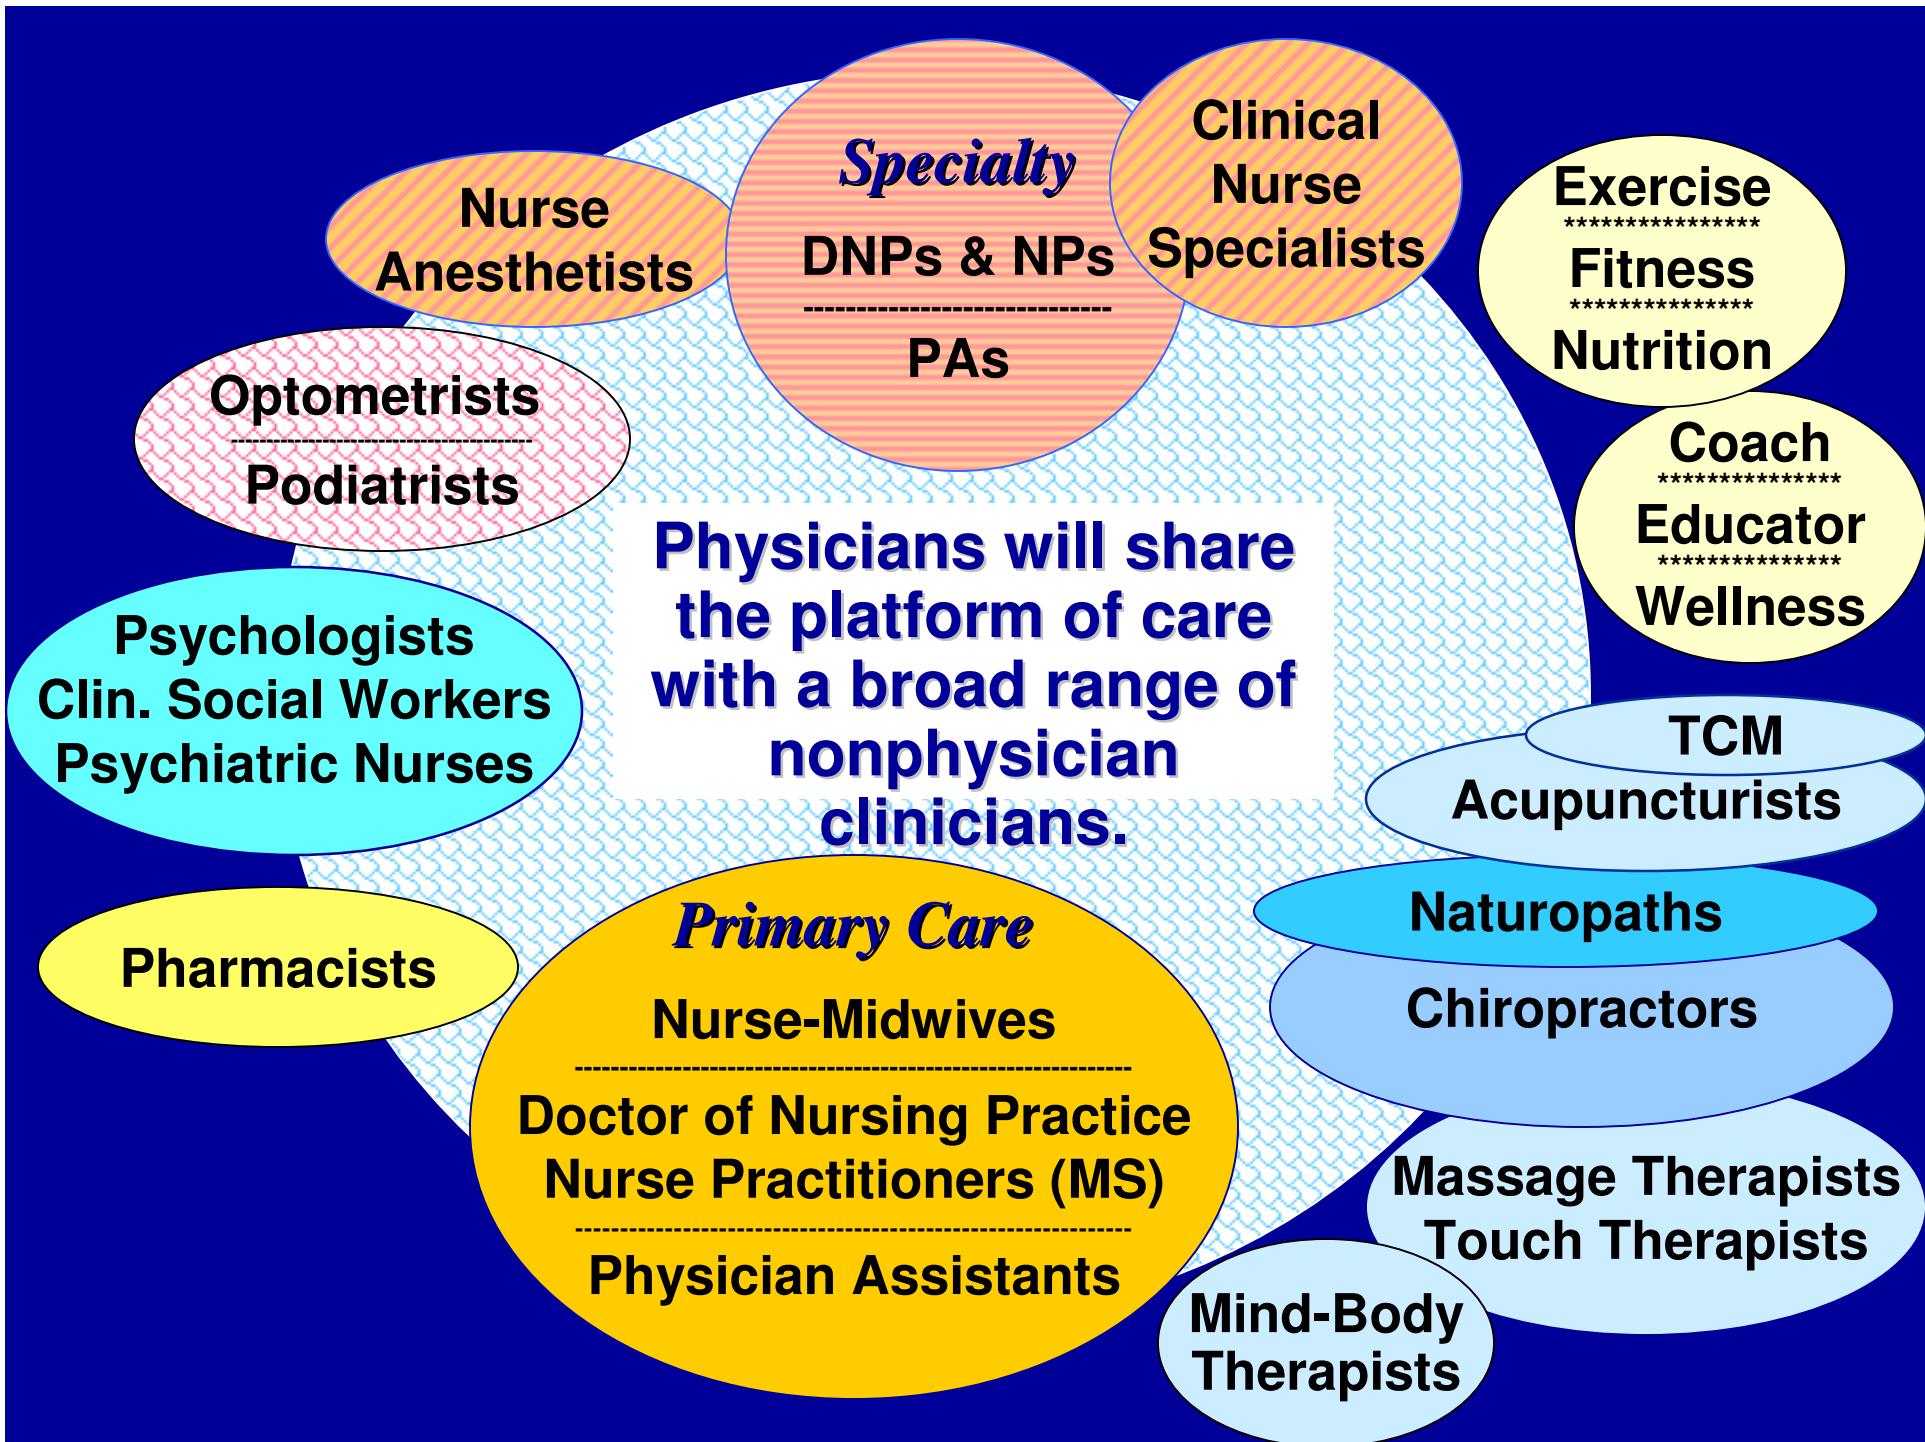 Specialty
DNPs & NPs
-----------------------------
PAs
Clinical
Nurse
Specialists
Nurse
Anesthetists
Exercise
****************
Fitness
***************
Nutrition
Optometrists
-------------------------------------
Podiatrists
Coach
***************
Educator
***************
Wellness
Physicians will share
the platform of care
with a broad range of
nonphysician
clinicians.
Psychologists
Clin. Social Workers
Psychiatric Nurses
TCM
Acupuncturists
Naturopaths
Chiropractors
Pharmacists
Primary Care
Nurse-Midwives
--------------------------------------------------------------
Doctor of Nursing Practice
Nurse Practitioners (MS)
--------------------------------------------------------------
Physician Assistants
Massage Therapists
Touch Therapists
Mind-Body
Therapists